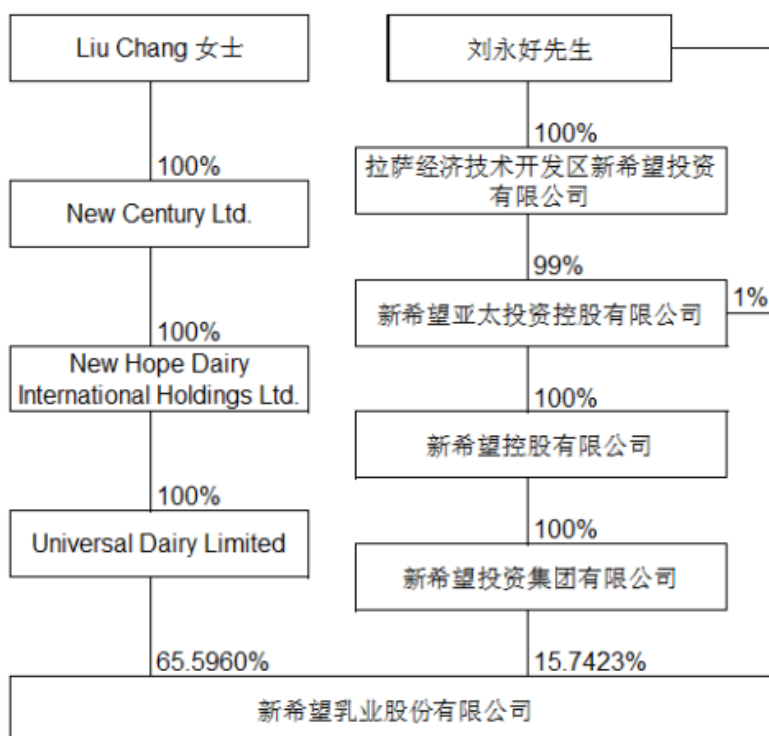 Liu Chang 女士
刘永好先生
100%
100%
New Century Ltd.
拉萨经济技术开发区新希望投资
有限公司
99%
1%
100%
新希望亚太投资控股有限公司
New Hope Dairy
International Holdings Ltd.
100%
新希望控股有限公司
100%
100%
Universal Dairy Limited
新希望投资集团有限公司
65.5960%
15.7423%
新希望乳业股份有限公司